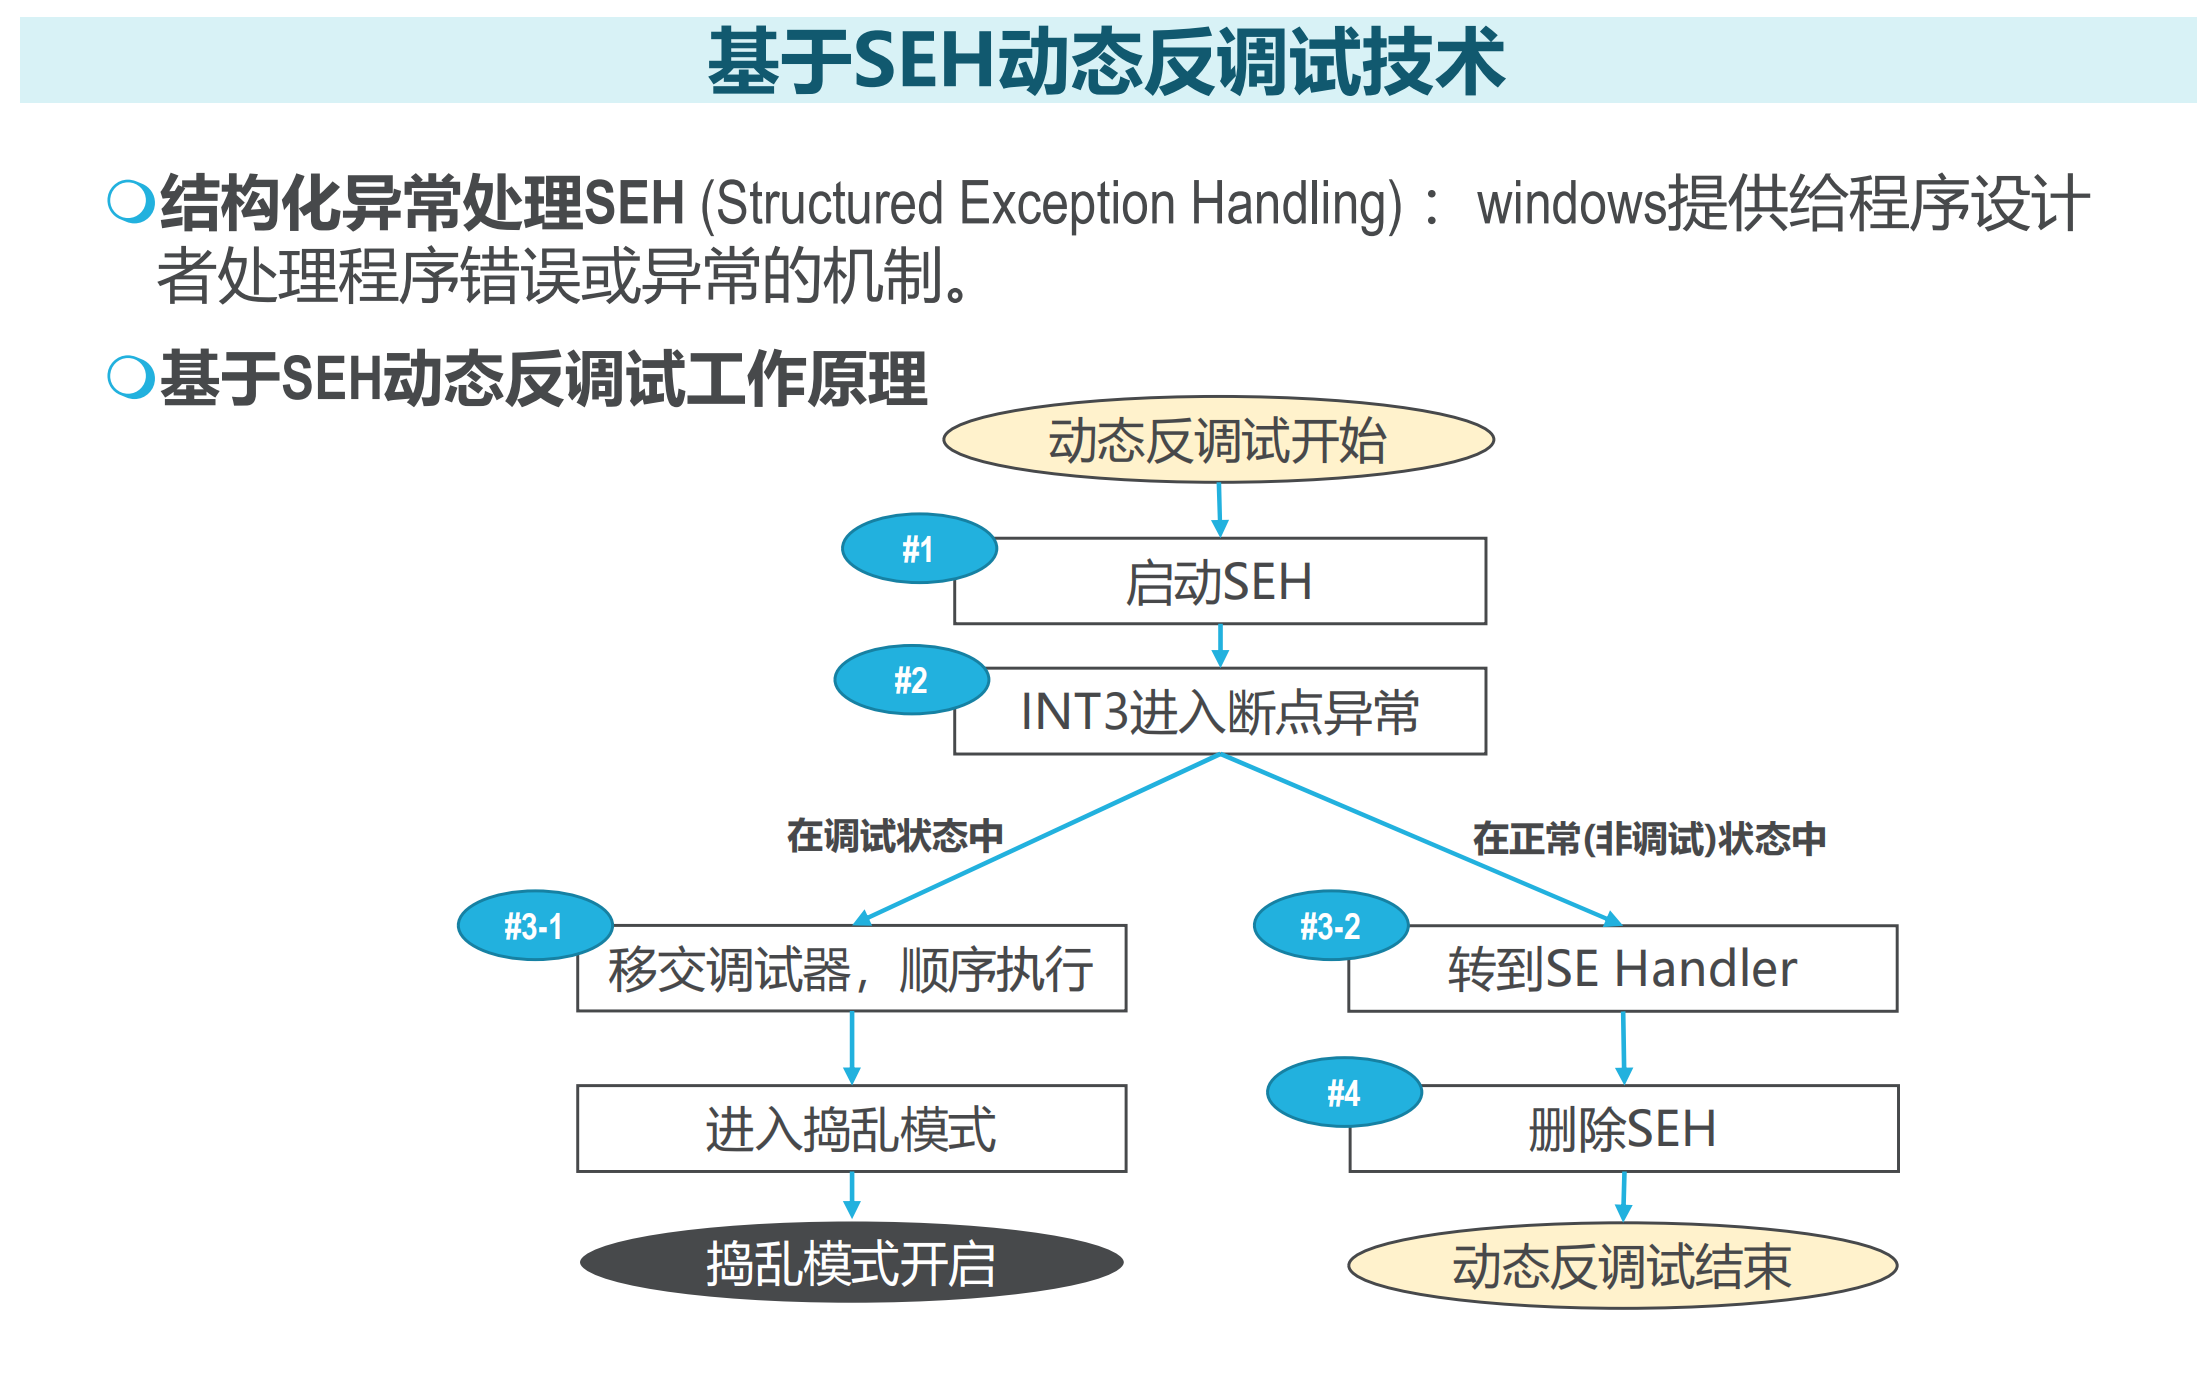 基于SEH动态反调试技术
结构化异常处理SEH (Structured Exception Handling) ： windows提供给程序设计
者处理程序错误或异常的机制。
基于SEH动态反调试工作原理
动态反调试开始
#1
启动SEH
#2
INT3进入断点异常
在调试状态中
在正常(非调试)状态中
#3-1
移交调试器，顺序执行
#3-2
转到SE Handler
进入捣乱模式
#4
删除SEH
捣乱模式开启
动态反调试结束